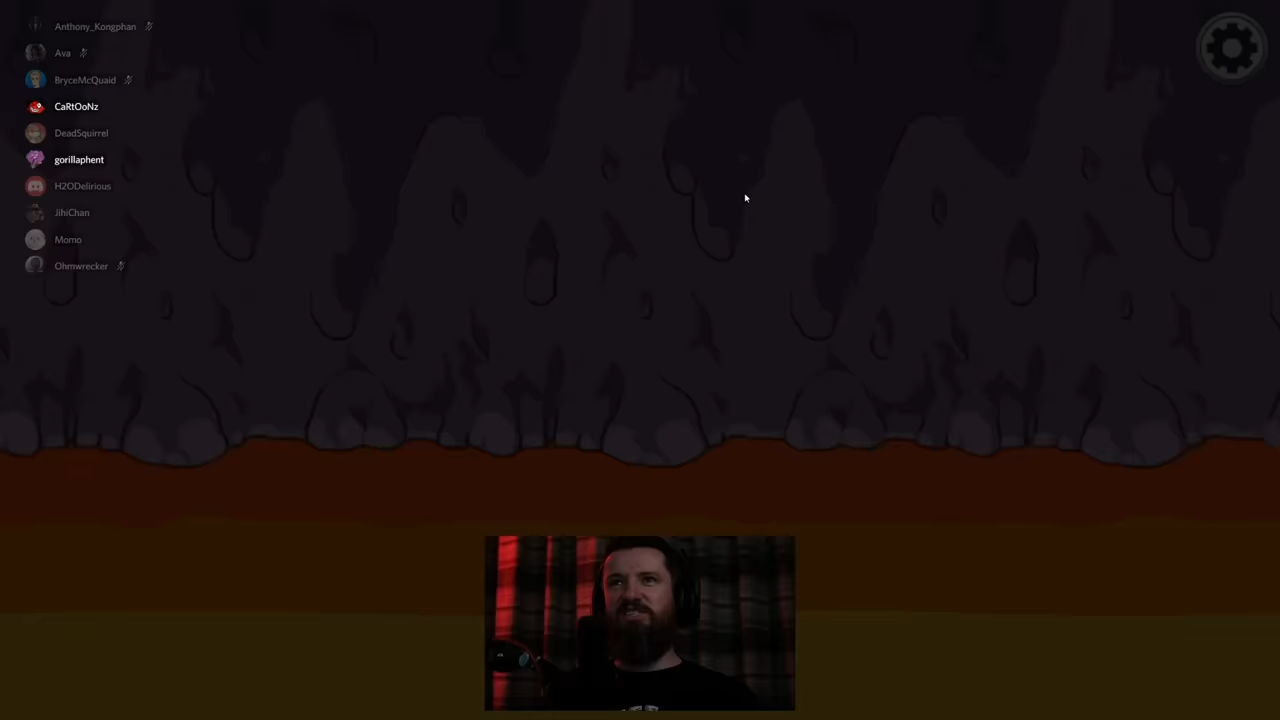 Anthony_Kongphan
Ava
BryceMcQuaid
CaRtOoNz
DeadSquirrel
gorillaphent
H2ODelirious
JihiChan
Momo
Ohmwrecker